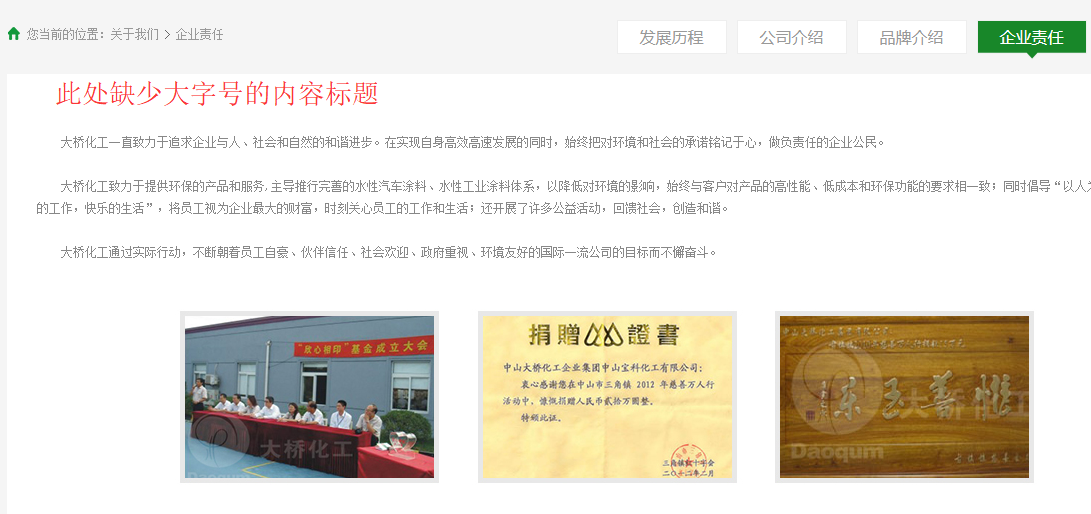 您当前的位置：关于我们 > 企业责任
发展历程
公司介绍
品牌介绍
企业责任
此处缺少大字号的内容标题
大桥化工一直致力于追求企业与人、社会和自然的和谐进步。在实现自身高效高速发展的同时，始终把对环境和社会的承诺铭记于心，做负责任的企业公民。
大桥化工致力于提供环保的产品和服务,主导推行完善的水性汽车涂料、水性工业涂料体系，以降低对环境的影响，始终与客户对产品的高性能、低成本和环保功能的要求相一致；同时倡导“以人
的工作，快乐的生活”，将员工视为企业最大的财富，时刻关心员工的工作和生活；还开展了许多公益活动，回馈社会，创造和谐。
大桥化工通过实际行动，不断朝着员工自豪、伙伴信任、社会欢迎、政府重视、环境友好的国际一流公司的目标而不懈奋斗。
“欣心相印”基金成立大会
大桥化工
Daoqum
捐贈 證書
中山大桥化工企业集团中山宝科化工有限公司：
衷心感谢您在中山市三角镇 2012 年慈善万人行
活动中，慷慨捐赠人民币贰拾万圆整。
特颁此证。
三角镇红十字会
二〇一二年二月
惟善玉东
Daoqum